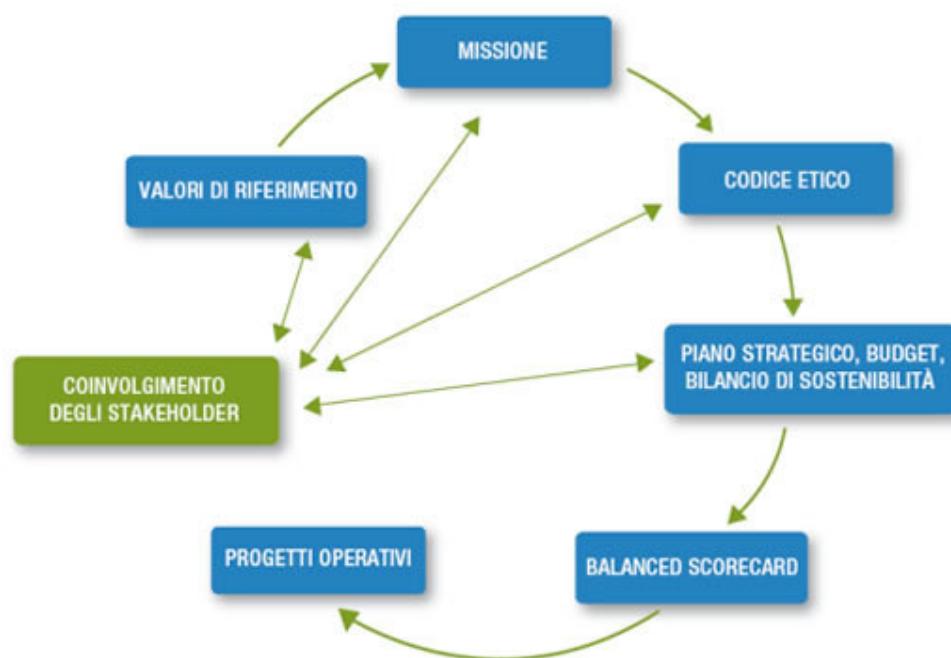 MISSIONE
VALORI DI RIFERIMENTO
CODICE ETICO
COINVOLGIMENTO
DEGLI STAKEHOLDER
PIANO STRATEGICO, BUDGET,
BILANCIO DI SOSTENIBILITÀ
PROGETTI OPERATIVI
BALANCED SCORECARD